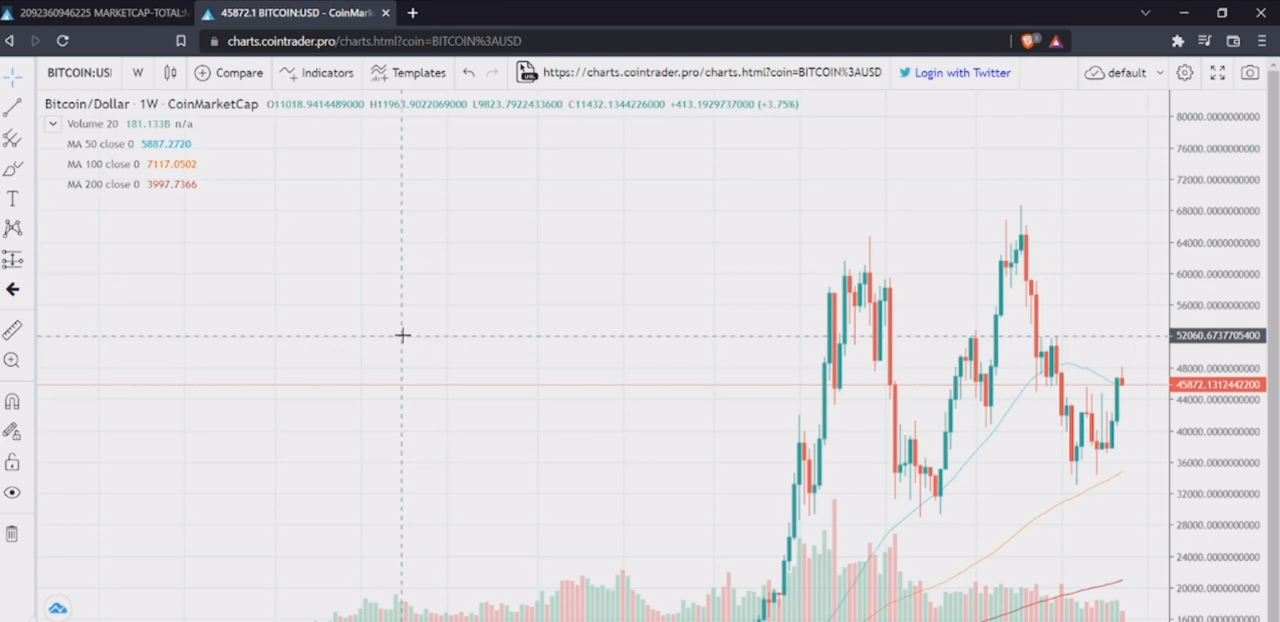 2092360946225 MARKETCAP-TOTAL:
45872.1 BITCOIN:USD - CoinMark
charts.cointrader.pro/charts.html?coin=BITCOIN%3AUSD
BITCOIN:USI W Compare Indicators Templates https://charts.cointrader.pro/charts.html?coin=BITCOIN%3AUSD Login with Twitter default
Bitcoin/Dollar · 1W · CoinMarketCap O11018.9414489000 H11963.9022069000 L9823.7922433600 C11432.1344226000 +413.1929737000 (+3.75%)
Volume 20 181.133B n/a
MA 50 close 0 5887.2720
MA 100 close 0 7117.0502
MA 200 close 0 3997.7366
80000.0000000000
76000.0000000000
72000.0000000000
68000.0000000000
64000.0000000000
60000.0000000000
56000.0000000000
52060.6737705400
48000.0000000000
45872.1312442200
44000.0000000000
40000.0000000000
36000.0000000000
32000.0000000000
28000.0000000000
24000.0000000000
20000.0000000000
16000.0000000000